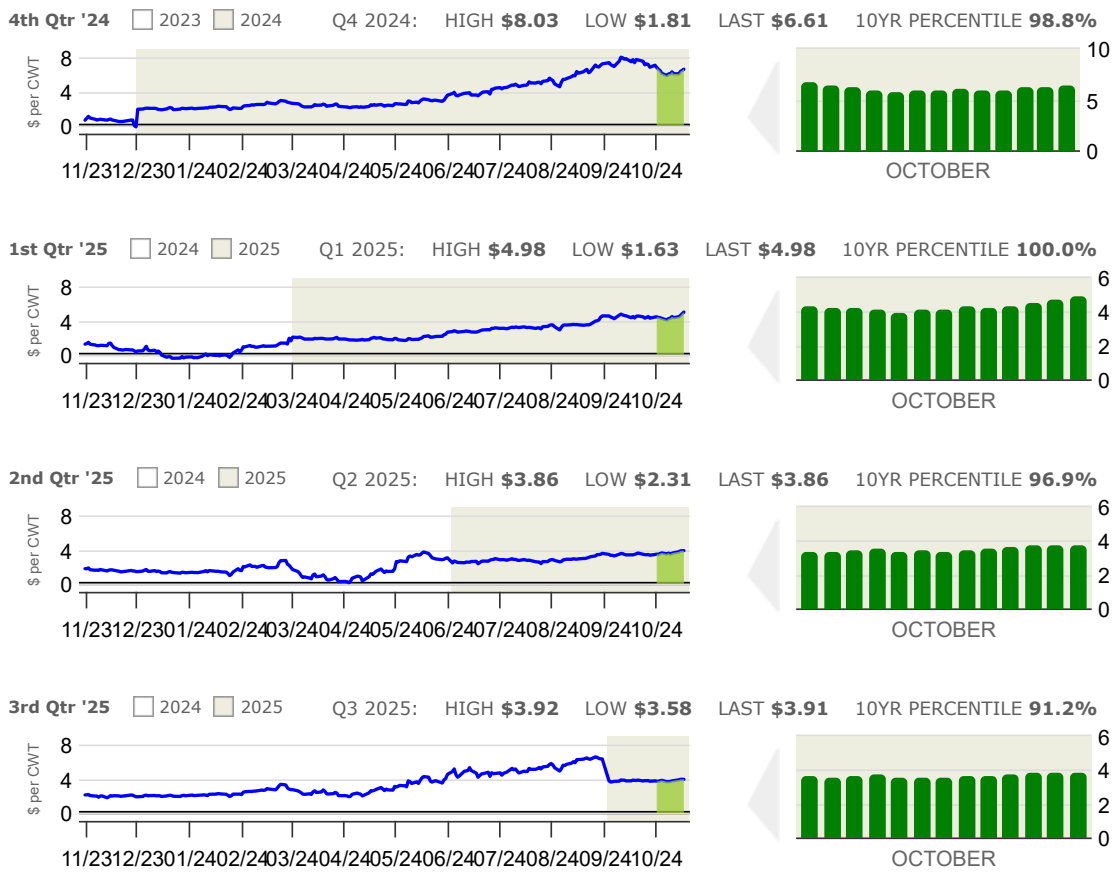 4th Qtr '24 2023 2024 Q4 2024: HIGH $8.03 LOW $1.81 LAST $6.61 10YR PERCENTILE 98.8%
$ per CWT
8
4
0
11/23 12/23 01/24 02/24 03/24 04/24 05/24 06/24 07/24 08/24 09/24 10/24
10
5
0
OCTOBER
1st Qtr '25 2024 2025 Q1 2025: HIGH $4.98 LOW $1.63 LAST $4.98 10YR PERCENTILE 100.0%
$ per CWT
8
4
0
11/23 12/23 01/24 02/24 03/24 04/24 05/24 06/24 07/24 08/24 09/24 10/24
6
4
2
0
OCTOBER
2nd Qtr '25 2024 2025 Q2 2025: HIGH $3.86 LOW $2.31 LAST $3.86 10YR PERCENTILE 96.9%
$ per CWT
8
4
0
11/23 12/23 01/24 02/24 03/24 04/24 05/24 06/24 07/24 08/24 09/24 10/24
6
4
2
0
OCTOBER
3rd Qtr '25 2024 2025 Q3 2025: HIGH $3.92 LOW $3.58 LAST $3.91 10YR PERCENTILE 91.2%
$ per CWT
8
4
0
11/23 12/23 01/24 02/24 03/24 04/24 05/24 06/24 07/24 08/24 09/24 10/24
6
4
2
0
OCTOBER